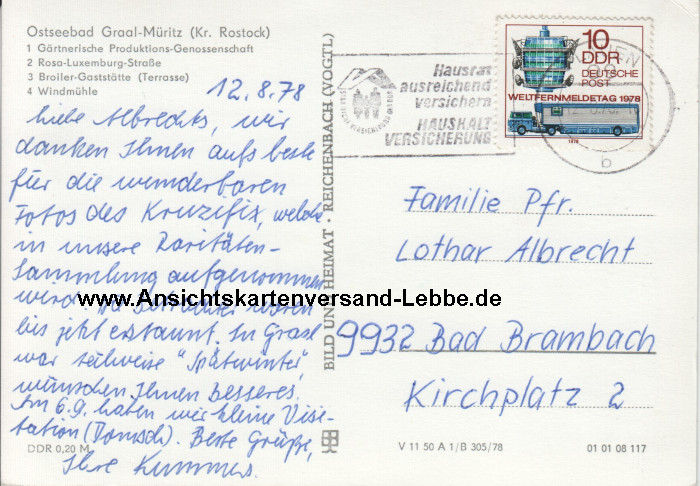 Ostseebad Graal-Müritz (Kr. Rostock)
1 Gärtnerische Produktions-Genossenschaft
2 Rosa-Luxemburg-Straße
3 Broiler-Gaststätte (Terrasse)
4 Windmühle
12.8.78
Liebe Albrechts, wir
danken Ihnen aufs beste
für die wunderbaren
Fotos des Kruzifix, welche
in unsere Raritäten-
sammlung aufgenommen
wird. Betrachter waren
bis jetzt erstaunt. In Graal
war teilweise "Spätwinter",
wünschen Ihnen besseres.
Am 6.9. haben wir kleine Visi-
tation (Domsch). Beste Grüße,
Ihre Kummers.
DDR 0,20 M
BILD UND HEIMAT · REICHENBACH (VOGTL)
Hausrat
ausreichend
versichern
HAUSHALT
VERSICHERUNG
10
DDR
DEUTSCHE
POST
WELTFERNMELDETAG 1978
1978
b
Familie Pfr.
Lothar Albrecht
9932 Bad Brambach
Kirchplatz 2
V 11 50 A 1/B 305/78
01 01 08 117
www.Ansichtskartenversand-Lebbe.de